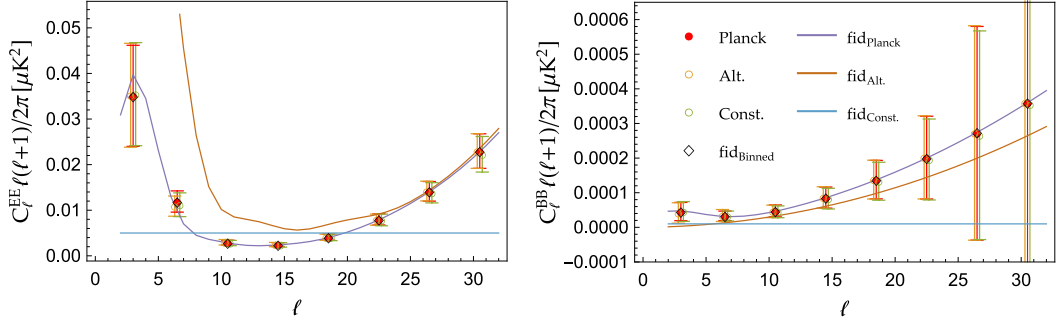 C_ℓ^EE ℓ(ℓ+1)/2π [μK²]
0.05
0.04
0.03
0.02
0.01
0.00
0 5 10 15 20 25 30
ℓ
C_ℓ^BB ℓ(ℓ+1)/2π [μK²]
0.0006
0.0005
0.0004
0.0003
0.0002
0.0001
0.0000
−0.0001
0 5 10 15 20 25 30
ℓ
Planck fid_Planck
Alt. fid_Alt.
Const. fid_Const.
fid_Binned